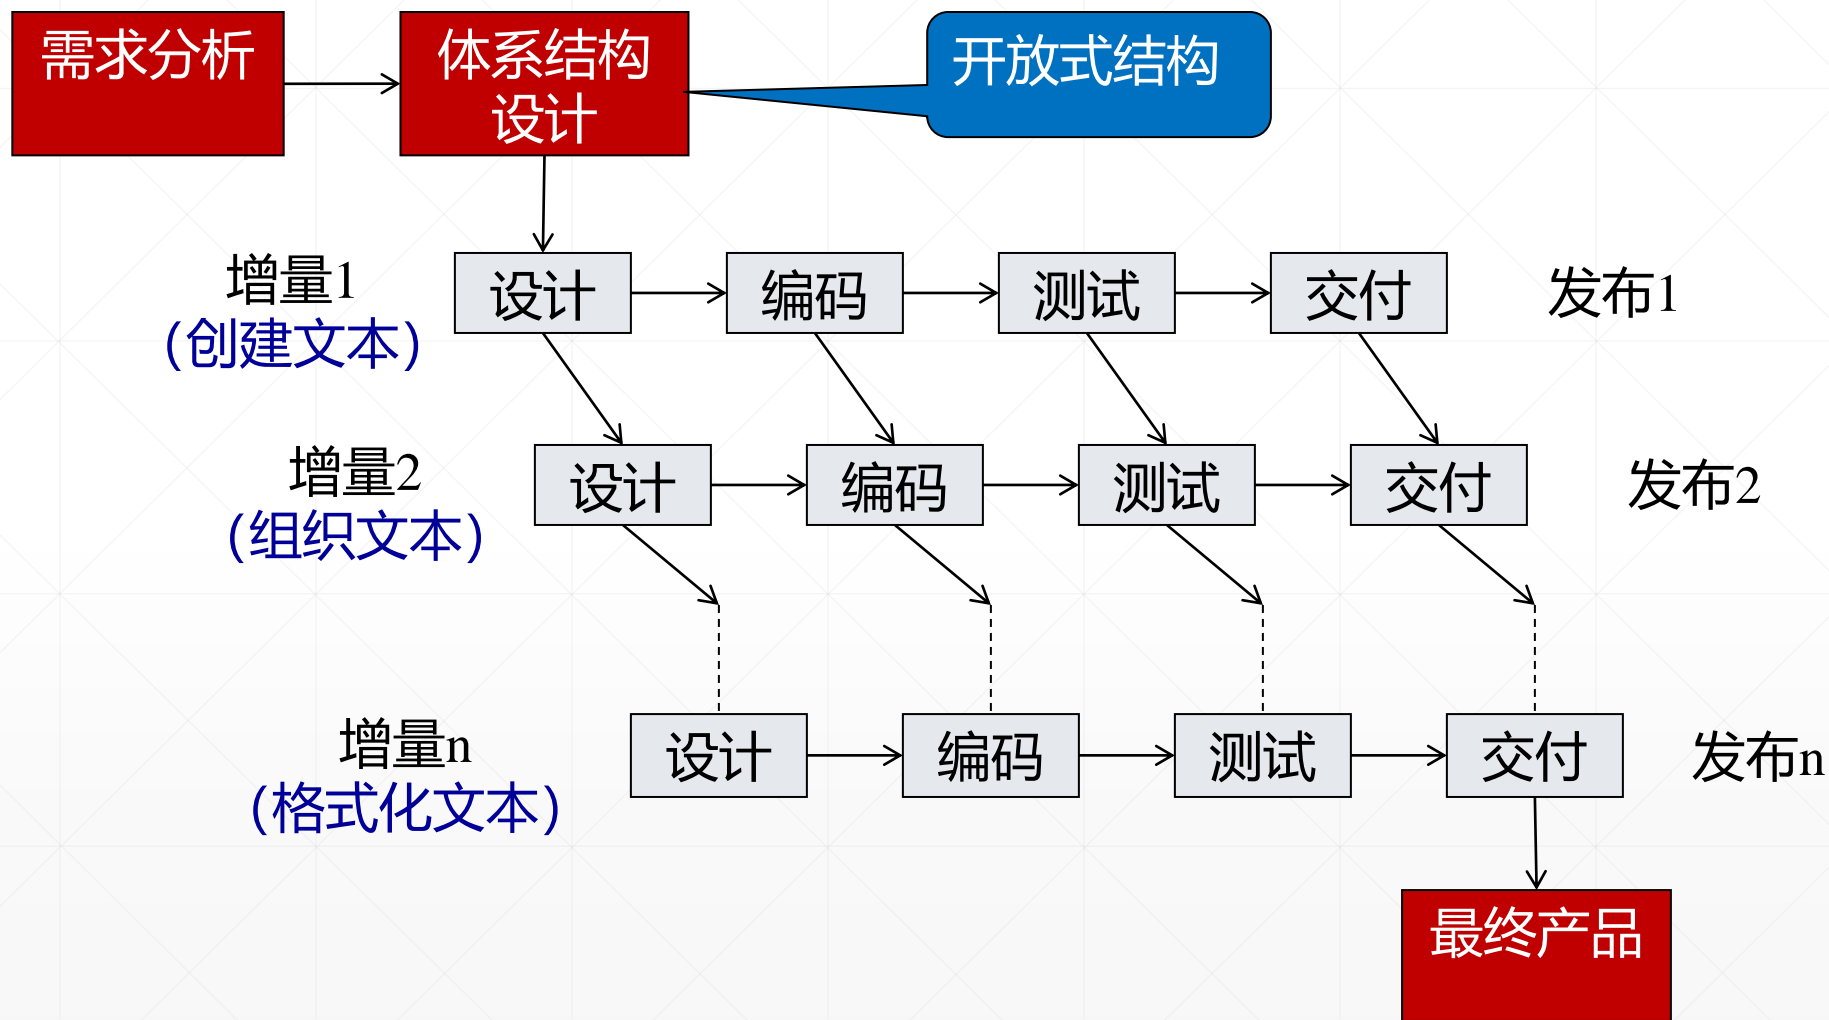 需求分析
体系结构
设计
开放式结构
增量1
(创建文本)
设计
编码
测试
交付
发布1
增量2
(组织文本)
设计
编码
测试
交付
发布2
增量n
(格式化文本)
设计
编码
测试
交付
发布n
最终产品